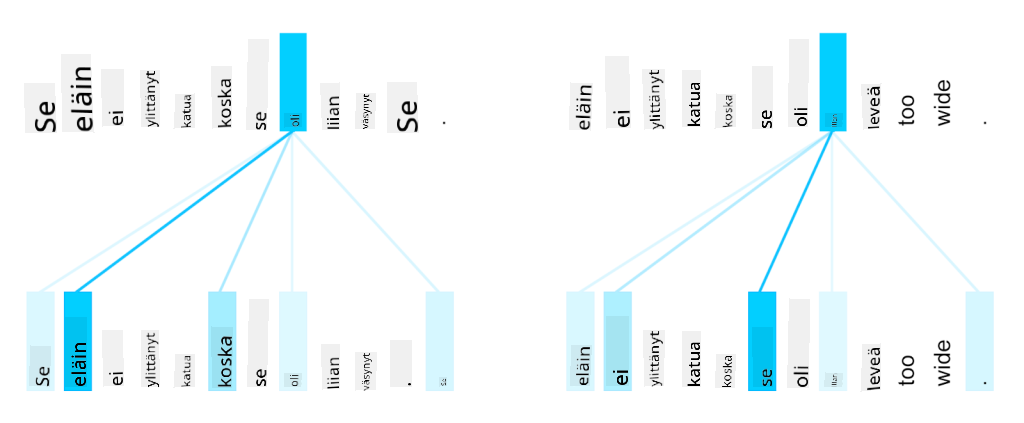 Se eläin ei ylittänyt katua koska se oli liian väsynyt Se .
eläin ei ylittänyt katua koska se oli liian leveä too wide .
Se eläin ei ylittänyt katua koska se oli liian väsynyt .
eläin ei ylittänyt katua koska se oli liian leveä too wide .